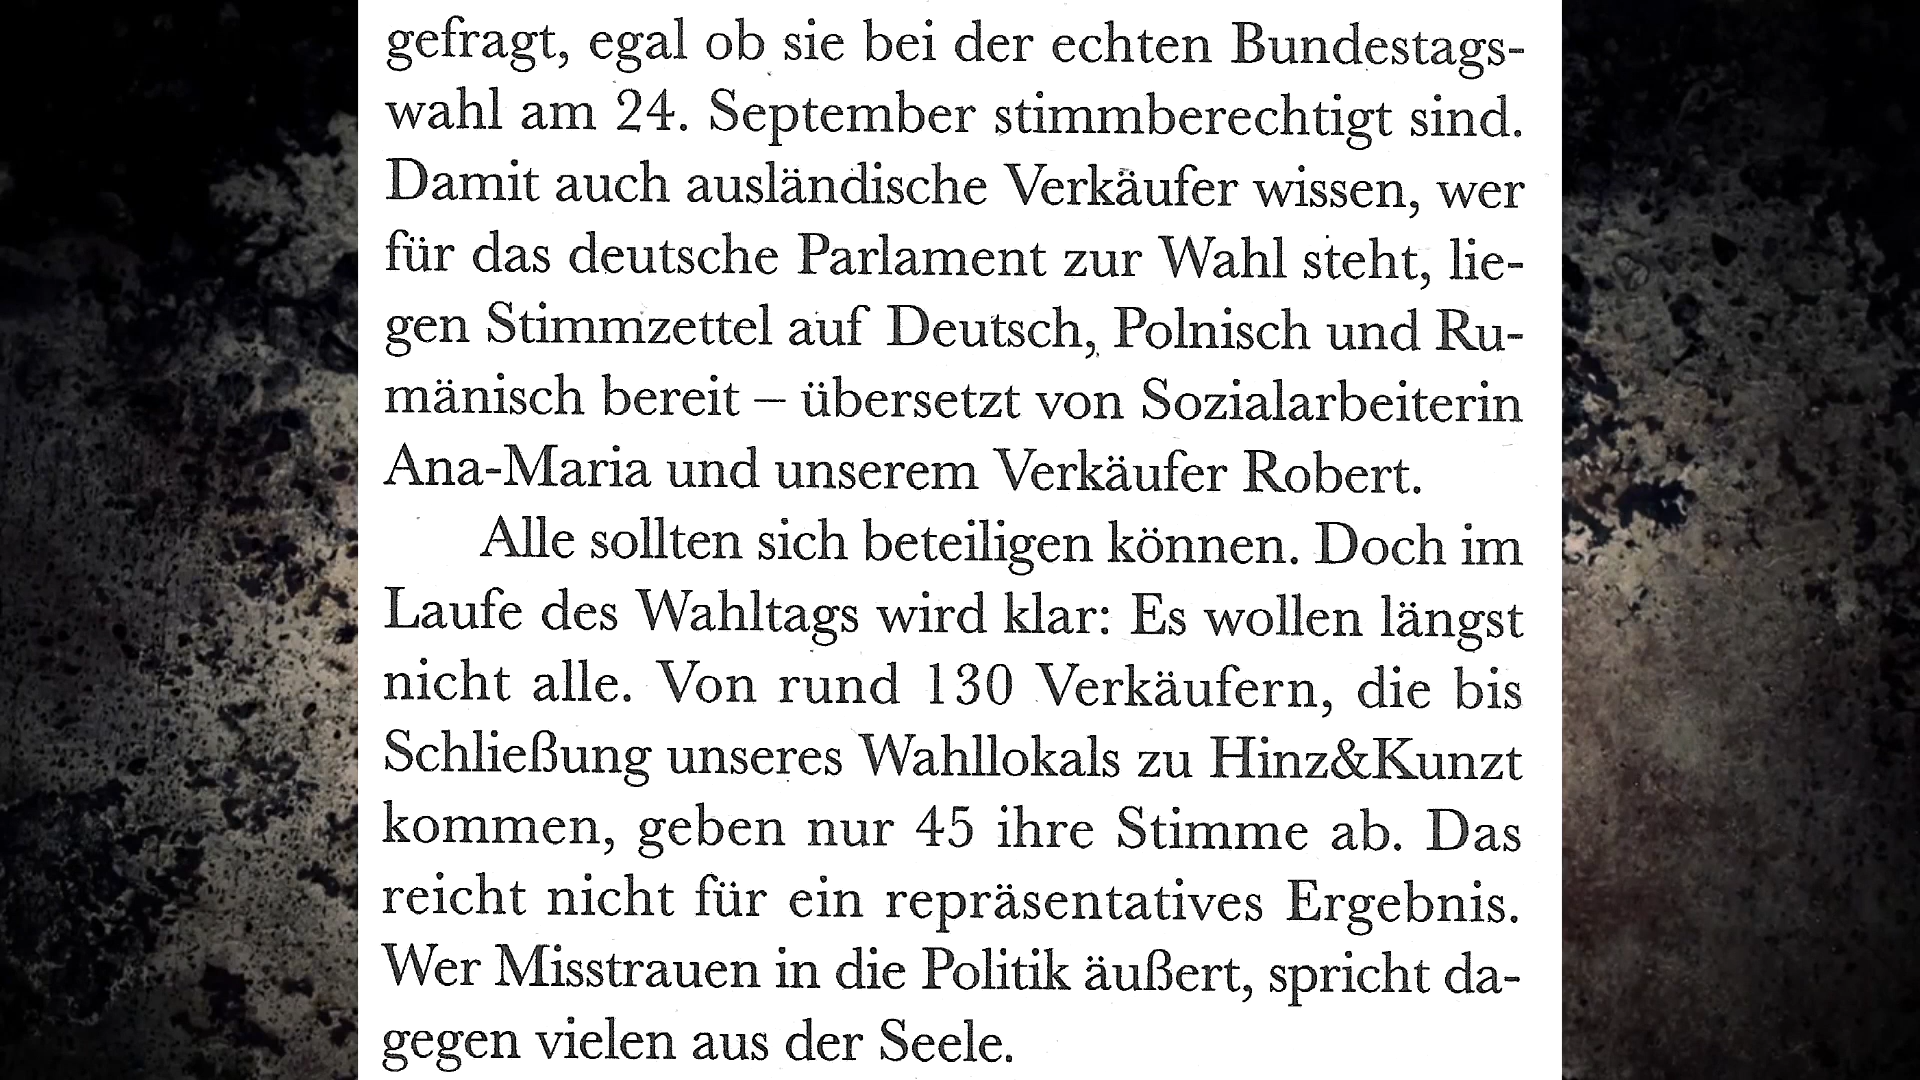 gefragt, egal ob sie bei der echten Bundestags-
wahl am 24. September stimmberechtigt sind.
Damit auch ausländische Verkäufer wissen, wer
für das deutsche Parlament zur Wahl steht, lie-
gen Stimmzettel auf Deutsch, Polnisch und Ru-
mänisch bereit – übersetzt von Sozialarbeiterin
Ana-Maria und unserem Verkäufer Robert.
Alle sollten sich beteiligen können. Doch im
Laufe des Wahltags wird klar: Es wollen längst
nicht alle. Von rund 130 Verkäufern, die bis
Schließung unseres Wahllokals zu Hinz&Kunzt
kommen, geben nur 45 ihre Stimme ab. Das
reicht nicht für ein repräsentatives Ergebnis.
Wer Misstrauen in die Politik äußert, spricht da-
gegen vielen aus der Seele.